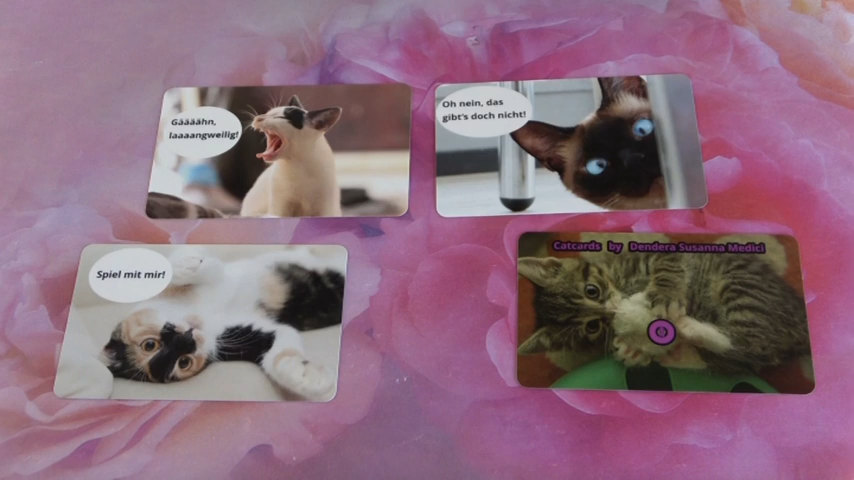 Gäääähn,
laaaangweilig!
Oh nein, das
gibt's doch nicht!
Spiel mit mir!
Catcards by Dendera Susanna Medici